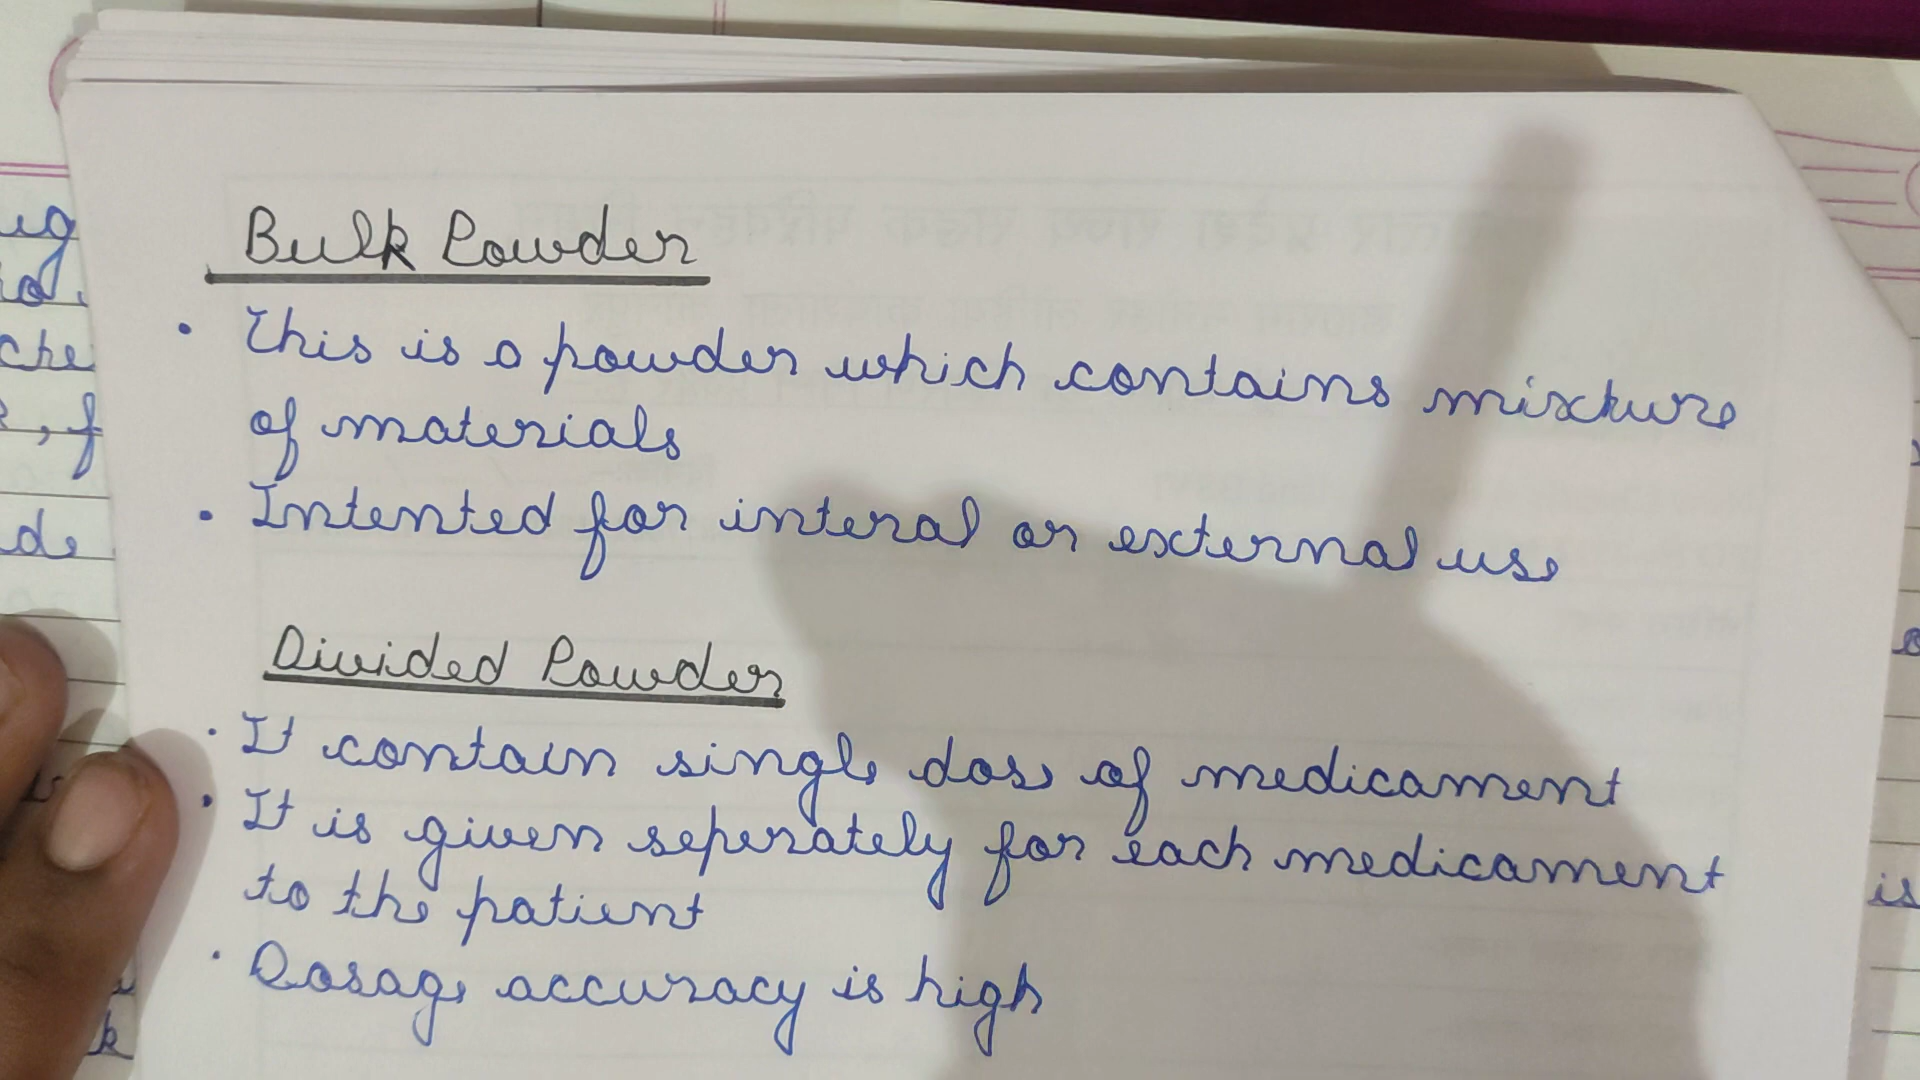 Bulk Powder
• This is a powder which contains mixture
of materials
• Intented for interal or external use
Divided Powder
• It contain single dose of medicament
• It is given seperately for each medicament
to the patient
• Dosage accuracy is high